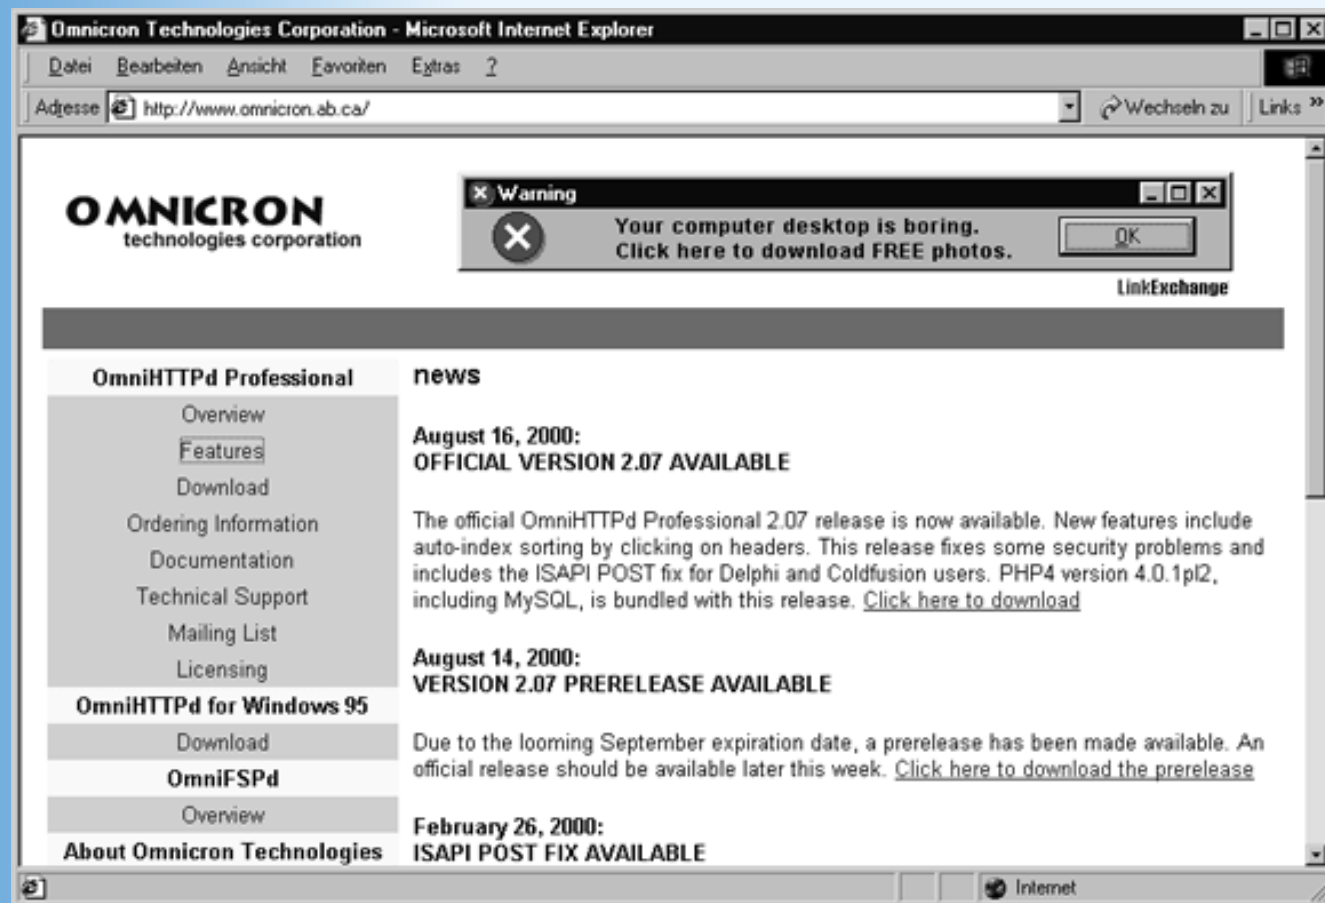 Omnicron Technologies Corporation - Microsoft Internet Explorer
Datei Bearbeiten Ansicht Favoriten Extras ?
Adresse http://www.omnicron.ab.ca/ Wechseln zu Links »
OMNICRON
technologies corporation
Warning
Your computer desktop is boring.
Click here to download FREE photos.
OK
LinkExchange
OmniHTTPd Professional
Overview
Features
Download
Ordering Information
Documentation
Technical Support
Mailing List
Licensing
OmniHTTPd for Windows 95
Download
OmniFSPd
Overview
About Omnicron Technologies
news
August 16, 2000:
OFFICIAL VERSION 2.07 AVAILABLE
The official OmniHTTPd Professional 2.07 release is now available. New features include
auto-index sorting by clicking on headers. This release fixes some security problems and
includes the ISAPI POST fix for Delphi and Coldfusion users. PHP4 version 4.0.1pl2,
including MySQL, is bundled with this release. Click here to download
August 14, 2000:
VERSION 2.07 PRERELEASE AVAILABLE
Due to the looming September expiration date, a prerelease has been made available. An
official release should be available later this week. Click here to download the prerelease
February 26, 2000:
ISAPI POST FIX AVAILABLE
Internet